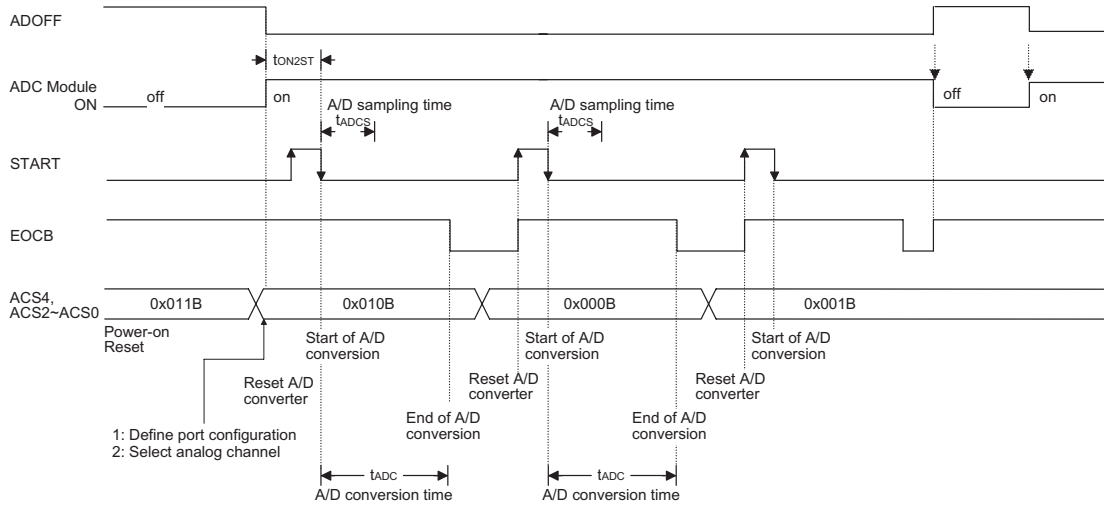 ADOFF
tON2ST
ADC Module
ON
off
on
A/D sampling time
tADCS
A/D sampling time
tADCS
off
on
START
EOCB
ACS4,
ACS2~ACS0
0x011B
0x010B
0x000B
0x001B
Power-on
Reset
Start of A/D
conversion
Start of A/D
conversion
Start of A/D
conversion
Reset A/D
converter
Reset A/D
converter
Reset A/D
converter
End of A/D
conversion
End of A/D
conversion
1: Define port configuration
2: Select analog channel
tADC
A/D conversion time
tADC
A/D conversion time